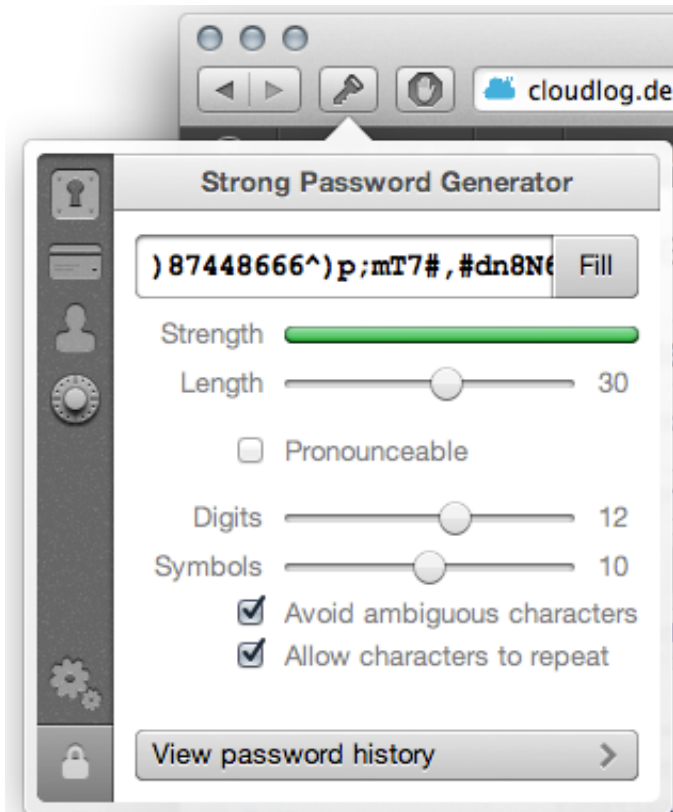 cloudlog.de
Strong Password Generator
)87448666^)p;mT7#,#dn8N6 Fill
Strength
Length 30
Pronounceable
Digits 12
Symbols 10
Avoid ambiguous characters
Allow characters to repeat
View password history